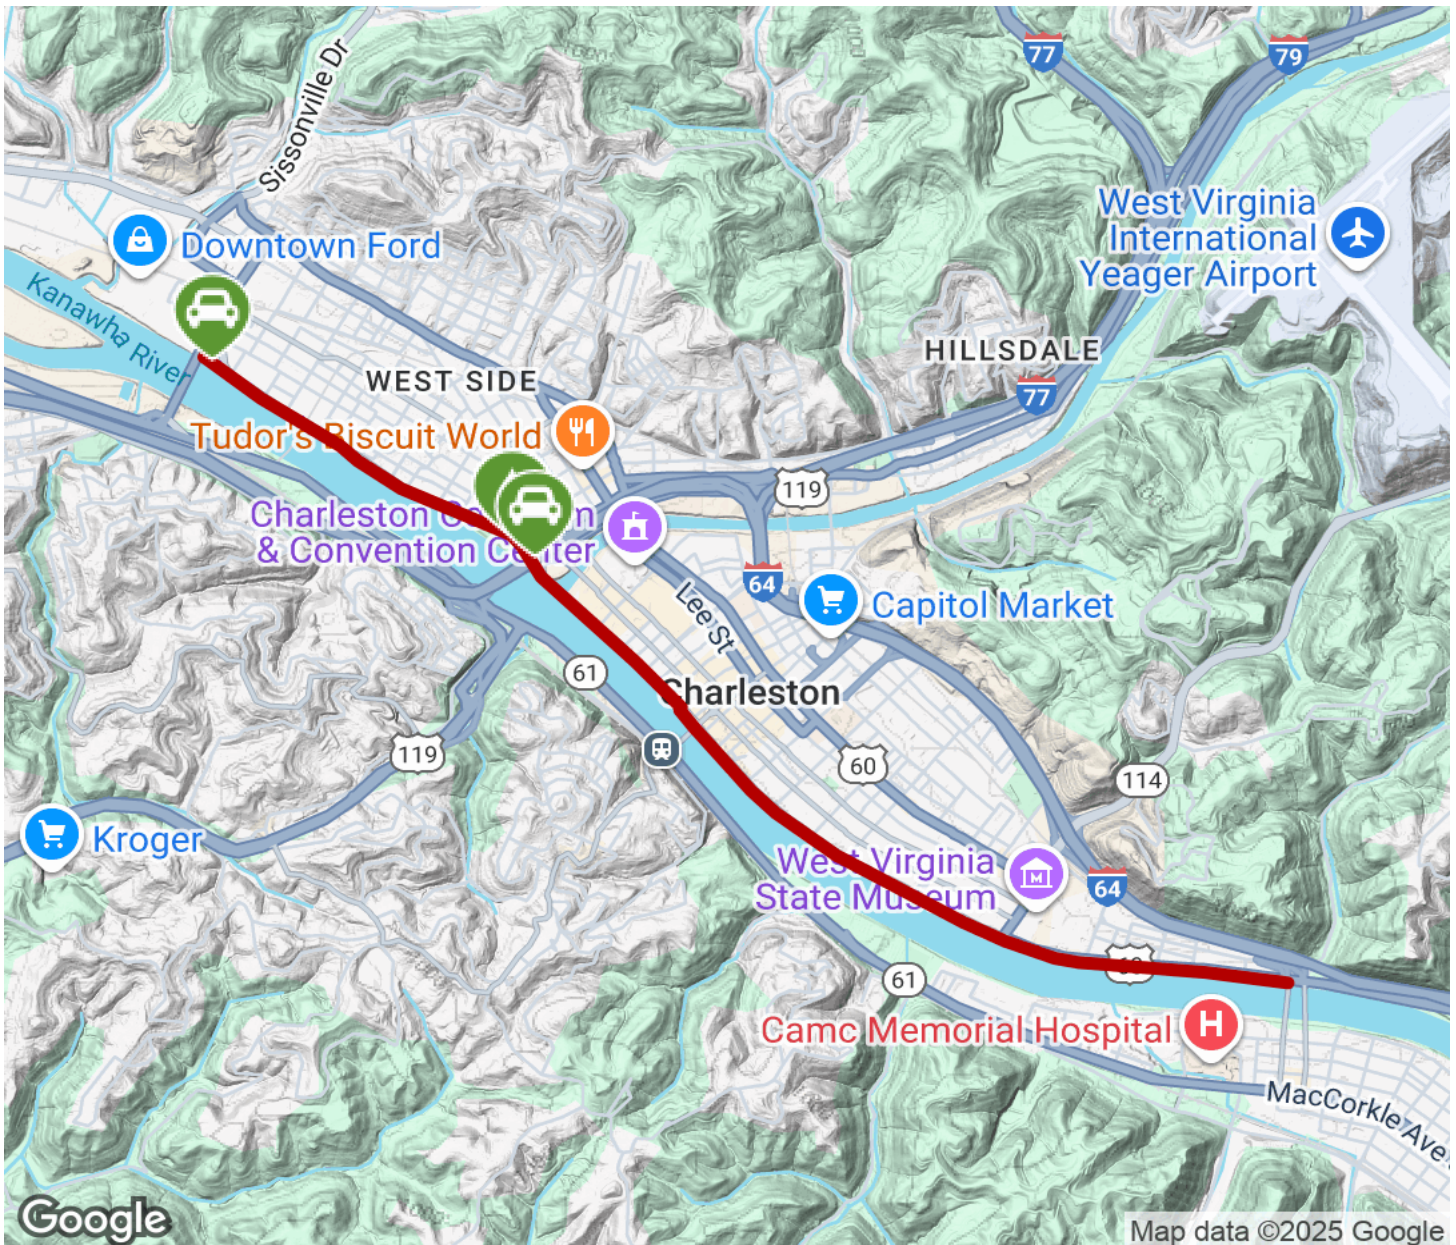 77
79
Sissonville Dr
West Virginia
International
Yeager Airport
Downtown Ford
Kanawha River
HILLSDALE
WEST SIDE
77
Tudor's Biscuit World
119
Charleston
& Convention Center
64
Capitol Market
Lee St
61
Charleston
119
60
114
Kroger
West Virginia
State Museum
M
64
61
Camc Memorial Hospital
H
MacCorkle Ave
Google
Map data ©2025 Google